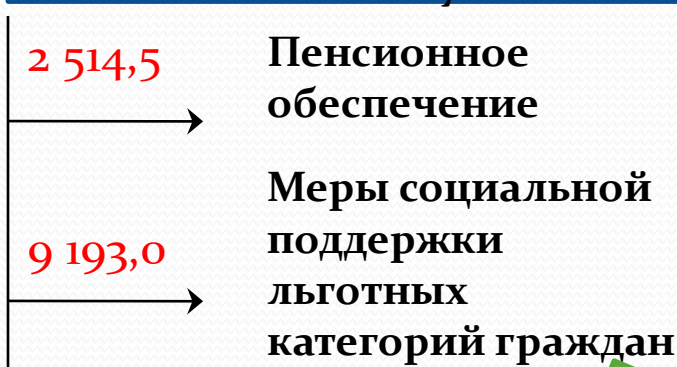 2 514,5
Пенсионное
обеспечение
9 193,0
Меры социальной
поддержки
льготных
категорий граждан